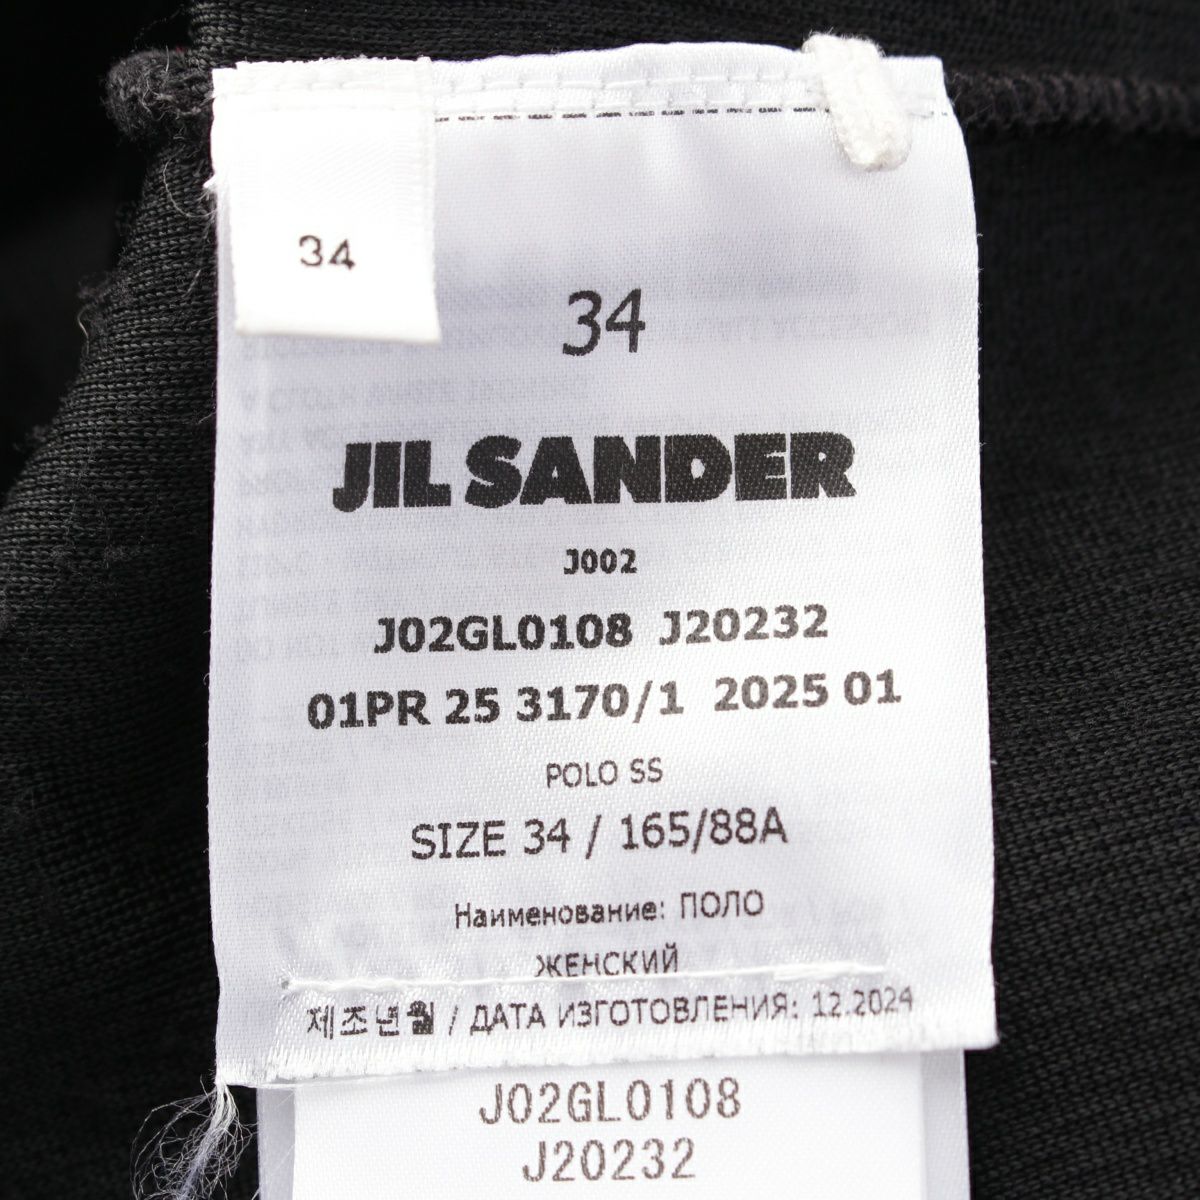 34
34
JIL SANDER
J002
J02GL0108 J20232
01PR 25 3170/1 2025 01
POLO SS
SIZE 34 / 165/88A
Наименование: ПОЛО
ЖЕНСКИЙ
제조년월 / ДАТА ИЗГОТОВЛЕНИЯ: 12.2024
J02GL0108
J20232